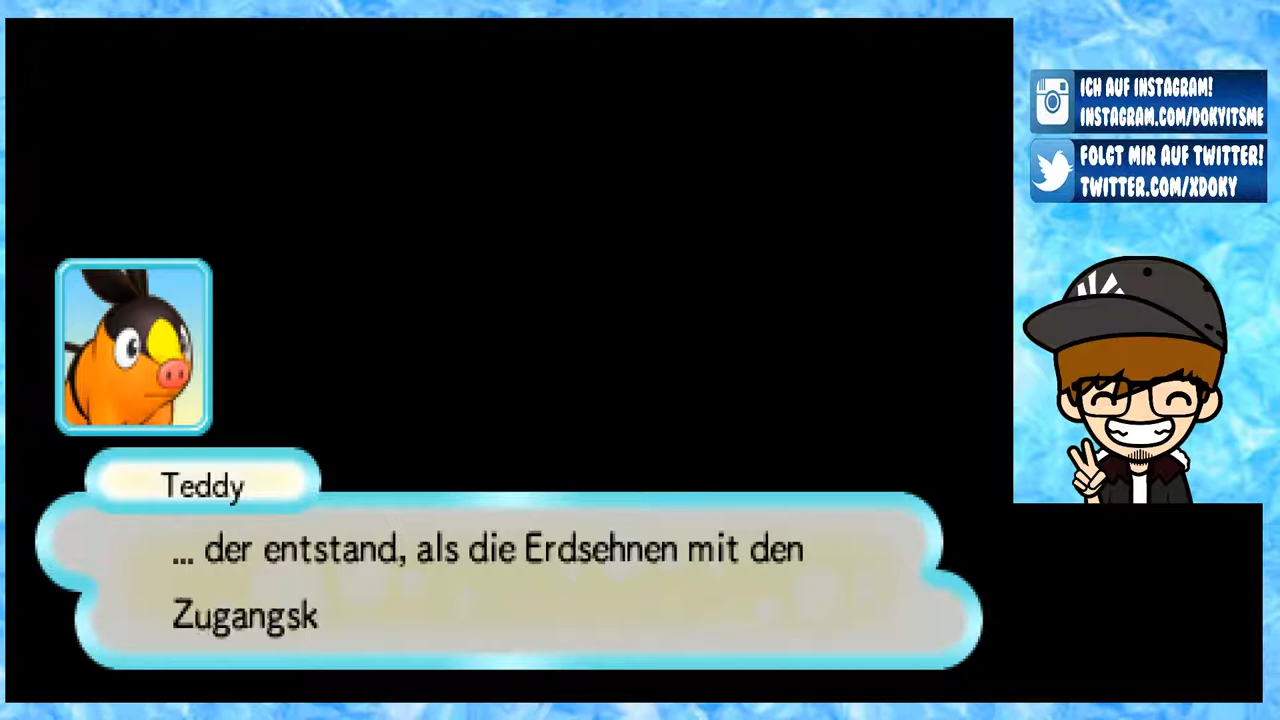 ICH AUF INSTAGRAM!
INSTAGRAM.COM/DOKYITSME
FOLGT MIR AUF TWITTER!
TWITTER.COM/XDOKY
Teddy
... der entstand, als die Erdsehnen mit den
Zugangsk